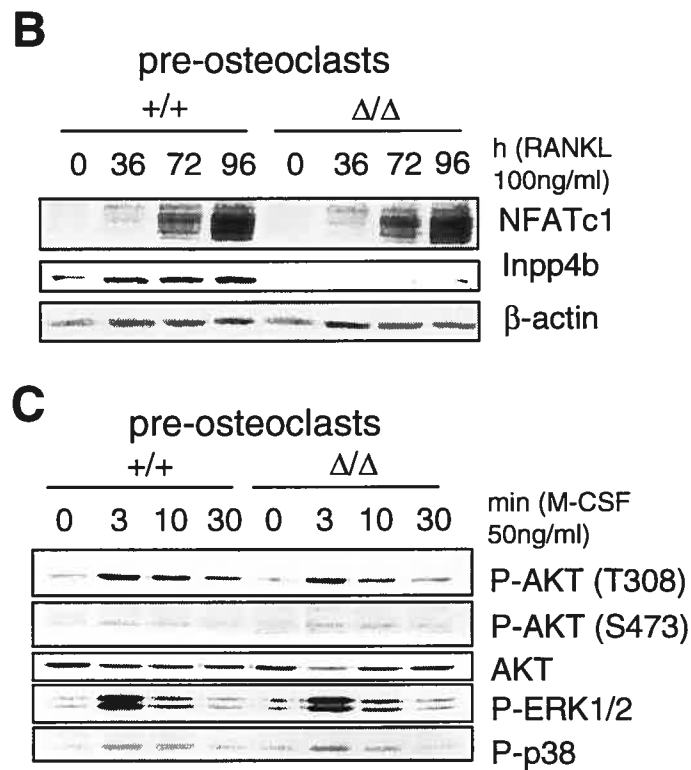 B
pre-osteoclasts
+/+ Δ/Δ
0 36 72 96 0 36 72 96 h (RANKL
100ng/ml)
NFATc1
Inpp4b
β-actin
C
pre-osteoclasts
+/+ Δ/Δ
0 3 10 30 0 3 10 30 min (M-CSF
50ng/ml)
P-AKT (T308)
P-AKT (S473)
AKT
P-ERK1/2
P-p38